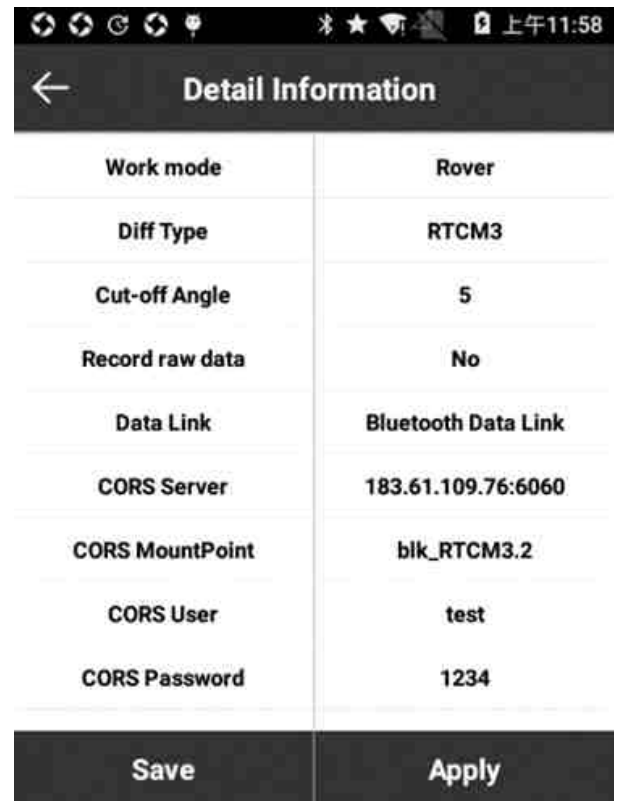 上午11:58
Detail Information
Work mode Rover
Diff Type RTCM3
Cut-off Angle 5
Record raw data No
Data Link Bluetooth Data Link
CORS Server 183.61.109.76:6060
CORS MountPoint blk_RTCM3.2
CORS User test
CORS Password 1234
Save Apply